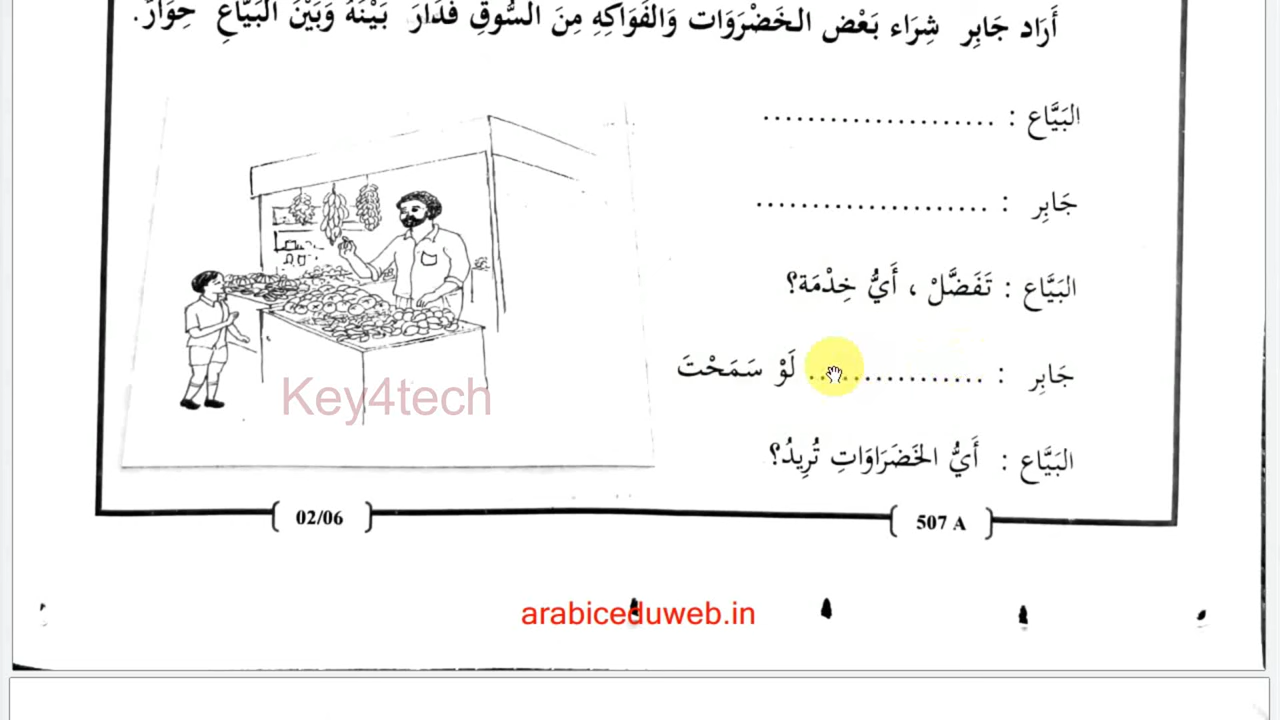 أَرَاد جَابِر شِرَاء بَعْض الخَضْرَوَات وَالفَوَاكِهِ مِنَ السُّوقِ فَدَارَ بَيْنَهُ وَبَيْنَ البَيَّاعِ حِوَارٌ.
البَيَّاع : .....................
جَابِر : .....................
البَيَّاع : تَفَضَّلْ ، أَيُّ خِدْمَة؟
جَابِر : ................ لَوْ سَمَحْتَ
البَيَّاع : أَيُّ الخَضَرَاوَاتِ تُرِيدُ؟
Key4tech
02/06
507 A
arabiceduweb.in